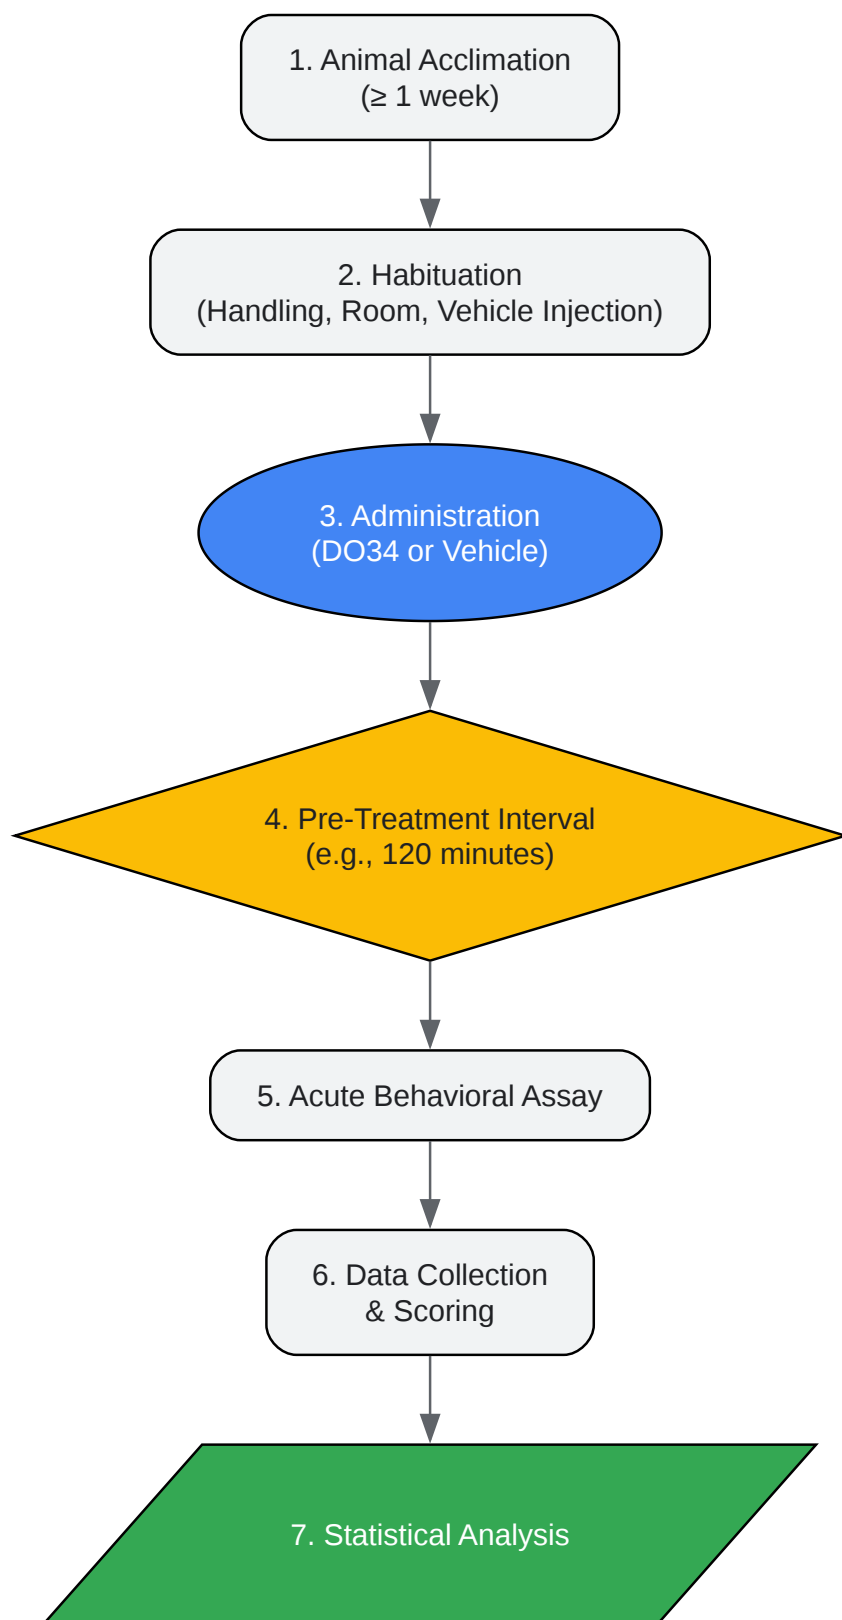 1. Animal Acclimation
(≥ 1 week)
2. Habituation
(Handling, Room, Vehicle Injection)
3. Administration
(DO34 or Vehicle)
4. Pre-Treatment Interval
(e.g., 120 minutes)
5. Acute Behavioral Assay
6. Data Collection
& Scoring
7. Statistical Analysis